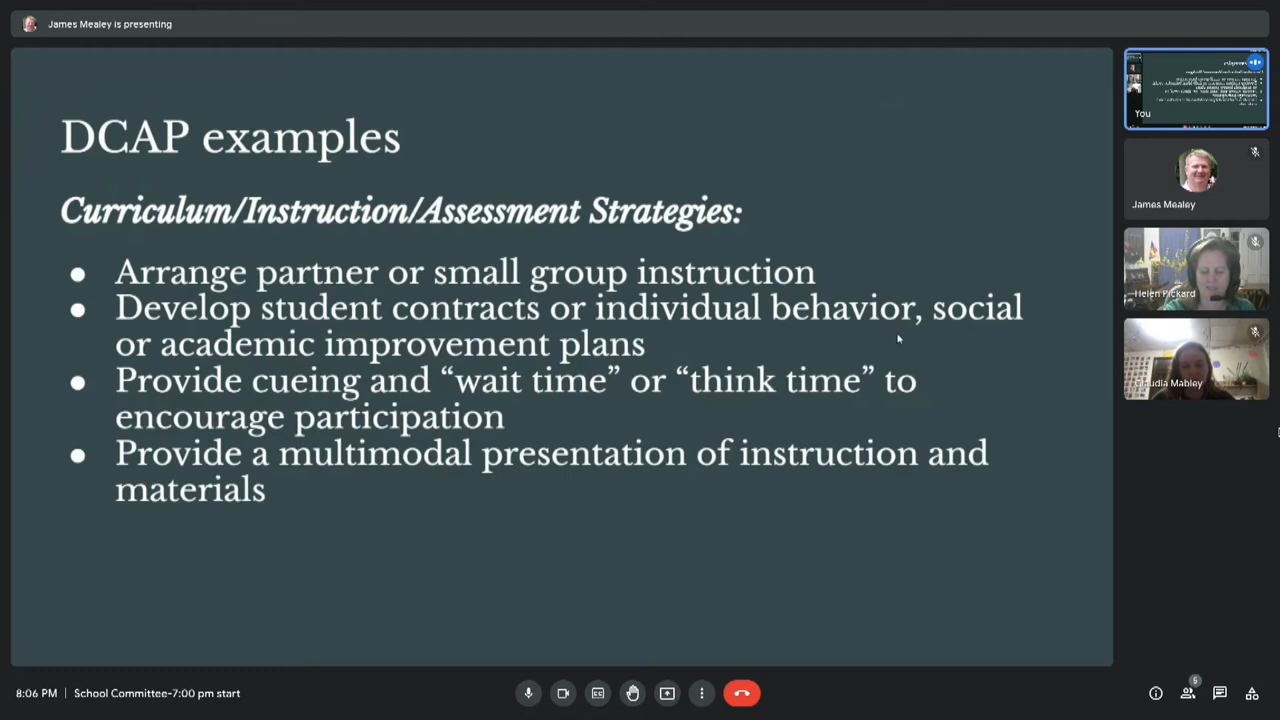 James Mealey is presenting
DCAP examples
Curriculum/Instruction/Assessment Strategies:
● Arrange partner or small group instruction
● Develop student contracts or individual behavior, social
or academic improvement plans
● Provide cueing and “wait time” or “think time” to
encourage participation
● Provide a multimodal presentation of instruction and
materials
You
James Mealey
Helen Pickard
Claudia Mabley
8:06 PM | School Committee-7:00 pm start
5